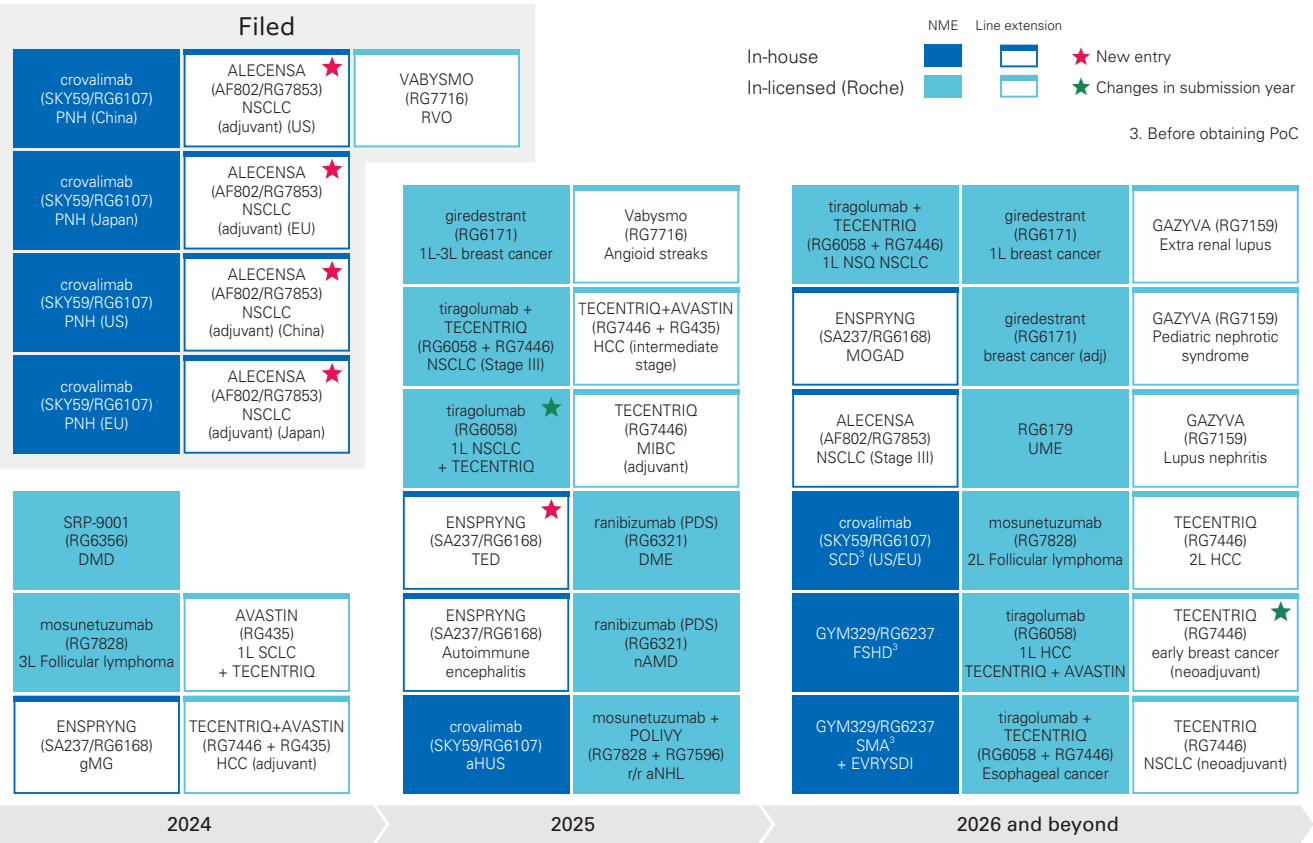 Filed
NME
Line extension
In-house
In-licensed (Roche)
New entry
Changes in submission year
3. Before obtaining PoC
crovalimab
(SKY59/RG6107)
PNH (China)
ALECENSA
(AF802/RG7853)
NSCLC
(adjuvant) (US)
VABYSMO
(RG7716)
RVO
crovalimab
(SKY59/RG6107)
PNH (Japan)
ALECENSA
(AF802/RG7853)
NSCLC
(adjuvant) (EU)
crovalimab
(SKY59/RG6107)
PNH (US)
ALECENSA
(AF802/RG7853)
NSCLC
(adjuvant) (China)
crovalimab
(SKY59/RG6107)
PNH (EU)
ALECENSA
(AF802/RG7853)
NSCLC
(adjuvant) (Japan)
SRP-9001
(RG6356)
DMD
mosunetuzumab
(RG7828)
3L Follicular lymphoma
AVASTIN
(RG435)
1L SCLC
+ TECENTRIQ
ENSPRYNG
(SA237/RG6168)
gMG
TECENTRIQ+AVASTIN
(RG7446 + RG435)
HCC (adjuvant)
giredestrant
(RG6171)
1L-3L breast cancer
Vabysmo
(RG7716)
Angioid streaks
tiragolumab +
TECENTRIQ
(RG6058 + RG7446)
NSCLC (Stage III)
TECENTRIQ+AVASTIN
(RG7446 + RG435)
HCC (intermediate
stage)
tiragolumab
(RG6058)
1L NSCLC
+ TECENTRIQ
TECENTRIQ
(RG7446)
MIBC
(adjuvant)
ENSPRYNG
(SA237/RG6168)
TED
ranibizumab (PDS)
(RG6321)
DME
ENSPRYNG
(SA237/RG6168)
Autoimmune
encephalitis
ranibizumab (PDS)
(RG6321)
nAMD
crovalimab
(SKY59/RG6107)
aHUS
mosunetuzumab +
POLIVY
(RG7828 + RG7596)
r/r aNHL
tiragolumab +
TECENTRIQ
(RG6058 + RG7446)
1L NSQ NSCLC
giredestrant
(RG6171)
1L breast cancer
GAZYVA (RG7159)
Extra renal lupus
ENSPRYNG
(SA237/RG6168)
MOGAD
giredestrant
(RG6171)
breast cancer (adj)
GAZYVA (RG7159)
Pediatric nephrotic
syndrome
ALECENSA
(AF802/RG7853)
NSCLC (Stage III)
RG6179
UME
GAZYVA
(RG7159)
Lupus nephritis
crovalimab
(SKY59/RG6107)
SCD3 (US/EU)
mosunetuzumab
(RG7828)
2L Follicular lymphoma
TECENTRIQ
(RG7446)
2L HCC
GYM329/RG6237
FSHD3
tiragolumab
(RG6058)
1L HCC
TECENTRIQ + AVASTIN
TECENTRIQ
(RG7446)
early breast cancer
(neoadjuvant)
GYM329/RG6237
SMA3
+ EVRYSDI
tiragolumab +
TECENTRIQ
(RG6058 + RG7446)
Esophageal cancer
TECENTRIQ
(RG7446)
NSCLC (neoadjuvant)
2024
2025
2026 and beyond